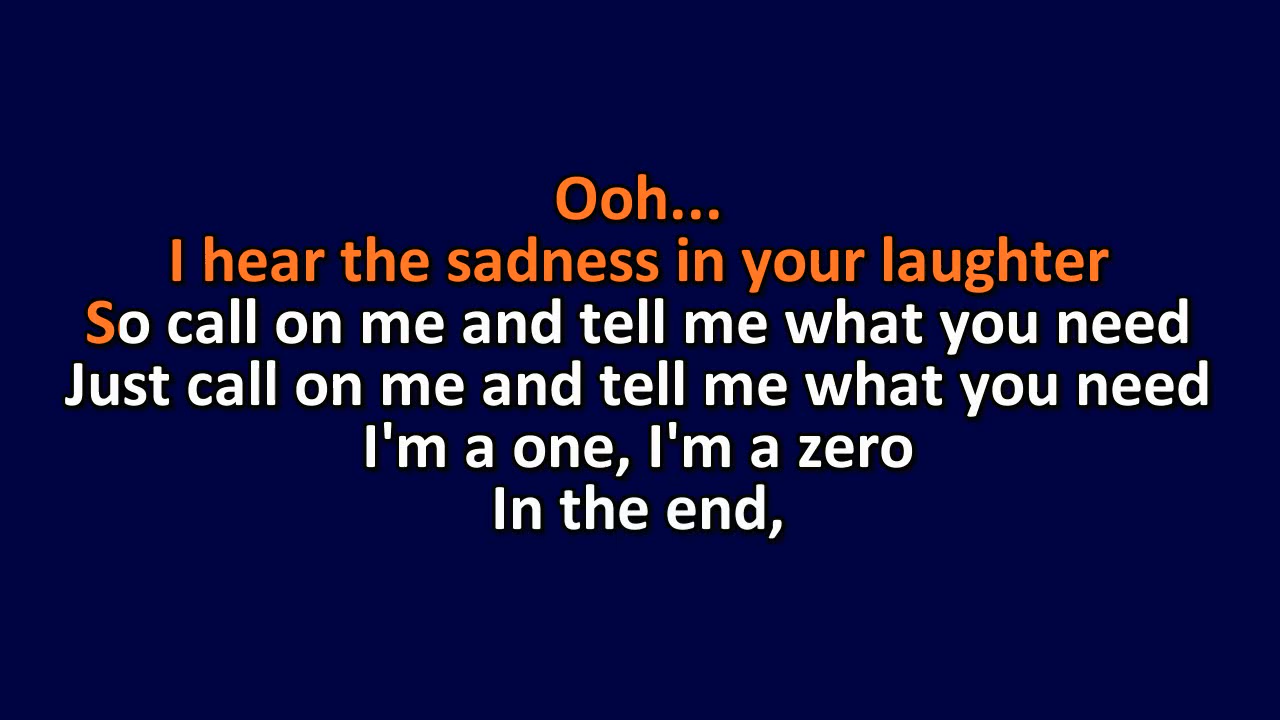 Ooh...
I hear the sadness in your laughter
So call on me and tell me what you need
Just call on me and tell me what you need
I'm a one, I'm a zero
In the end,